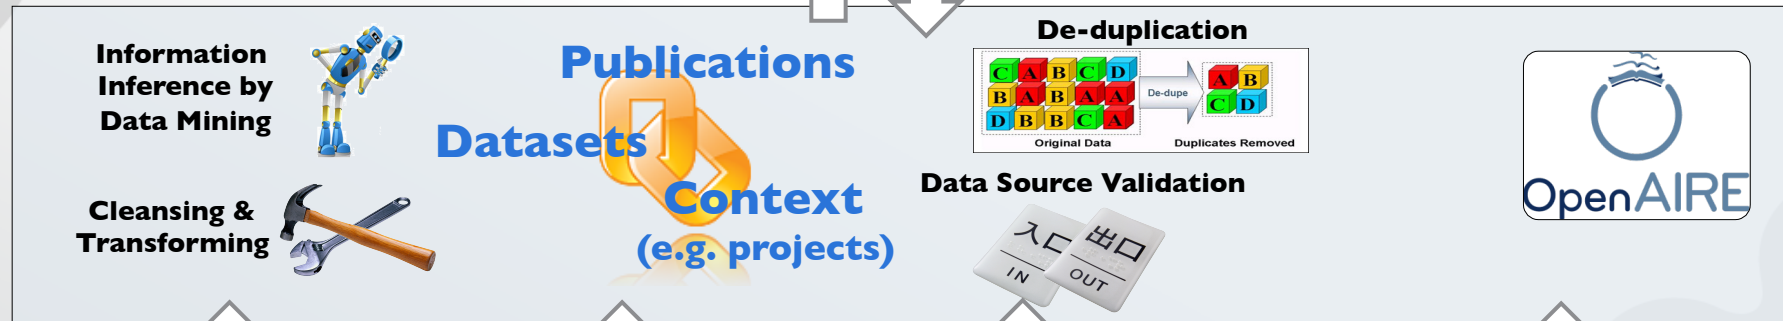 Information
Inference by
Data Mining
Cleansing &
Transforming
Publications
Datasets
Context
(e.g. projects)
De-duplication
C A B C D
B A B A A
D B B C A
De-dupe
A B
C D
Original Data
Duplicates Removed
Data Source Validation
入口
IN
出口
OUT
OpenAIRE